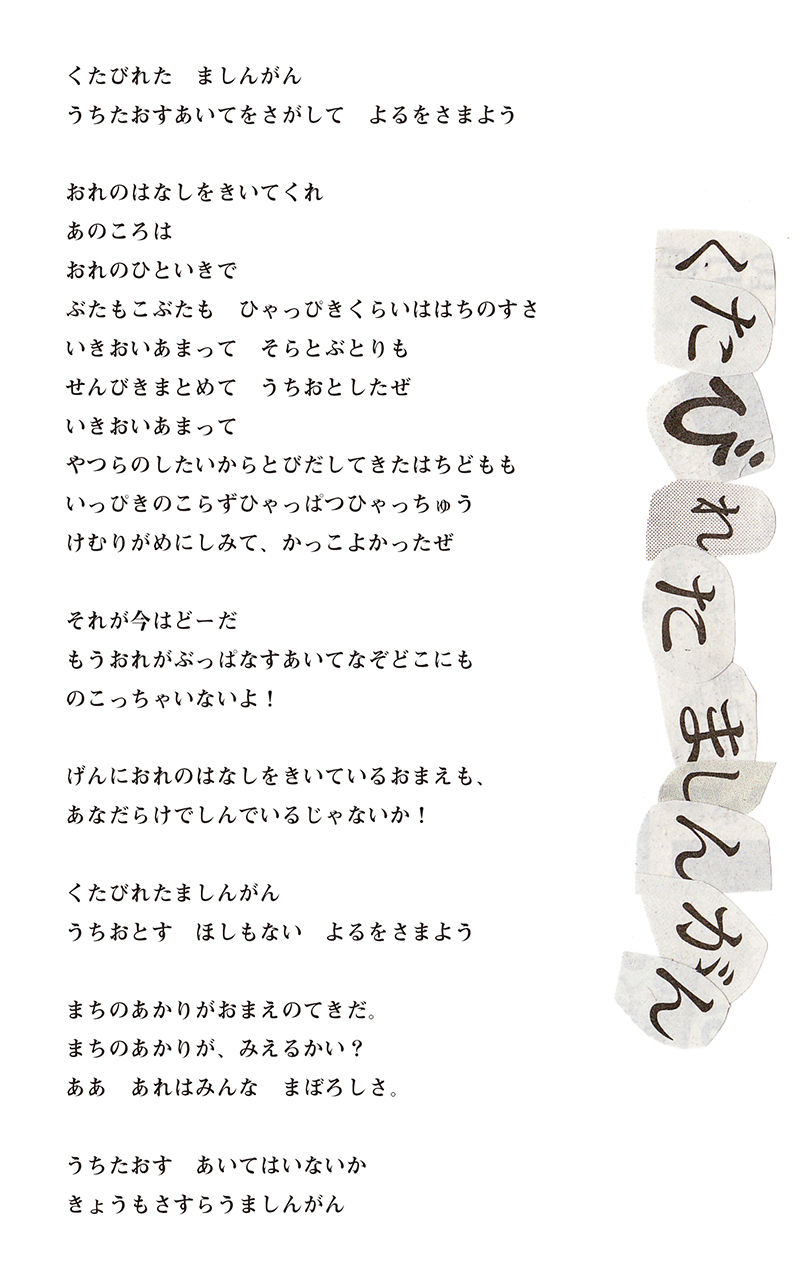 くたびれた　ましんがん
うちたおすあいてをさがして　よるをさまよう
おれのはなしをきいてくれ
あのころは
おれのひといきで
ぶたもこぶたも　ひゃっぴきくらいははちのすさ
いきおいあまって　そらとぶとりも
せんびきまとめて　うちおとしたぜ
いきおいあまって
やつらのしたいからとびだしてきたはちどもも
いっぴきのこらずひゃっぱつひゃっちゅう
けむりがめにしみて、かっこよかったぜ
それが今はどーだ
もうおれがぶっぱなすあいてなぞどこにも
のこっちゃいないよ！
げんにおれのはなしをきいているおまえも、
あなだらけでしんでいるじゃないか！
くたびれたましんがん
うちおとす　ほしもない　よるをさまよう
まちのあかりがおまえのてきだ。
まちのあかりが、みえるかい？
ああ　あれはみんな　まぼろしさ。
うちたおす　あいてはいないか
きょうもさすらうましんがん
くたびれたましんがん